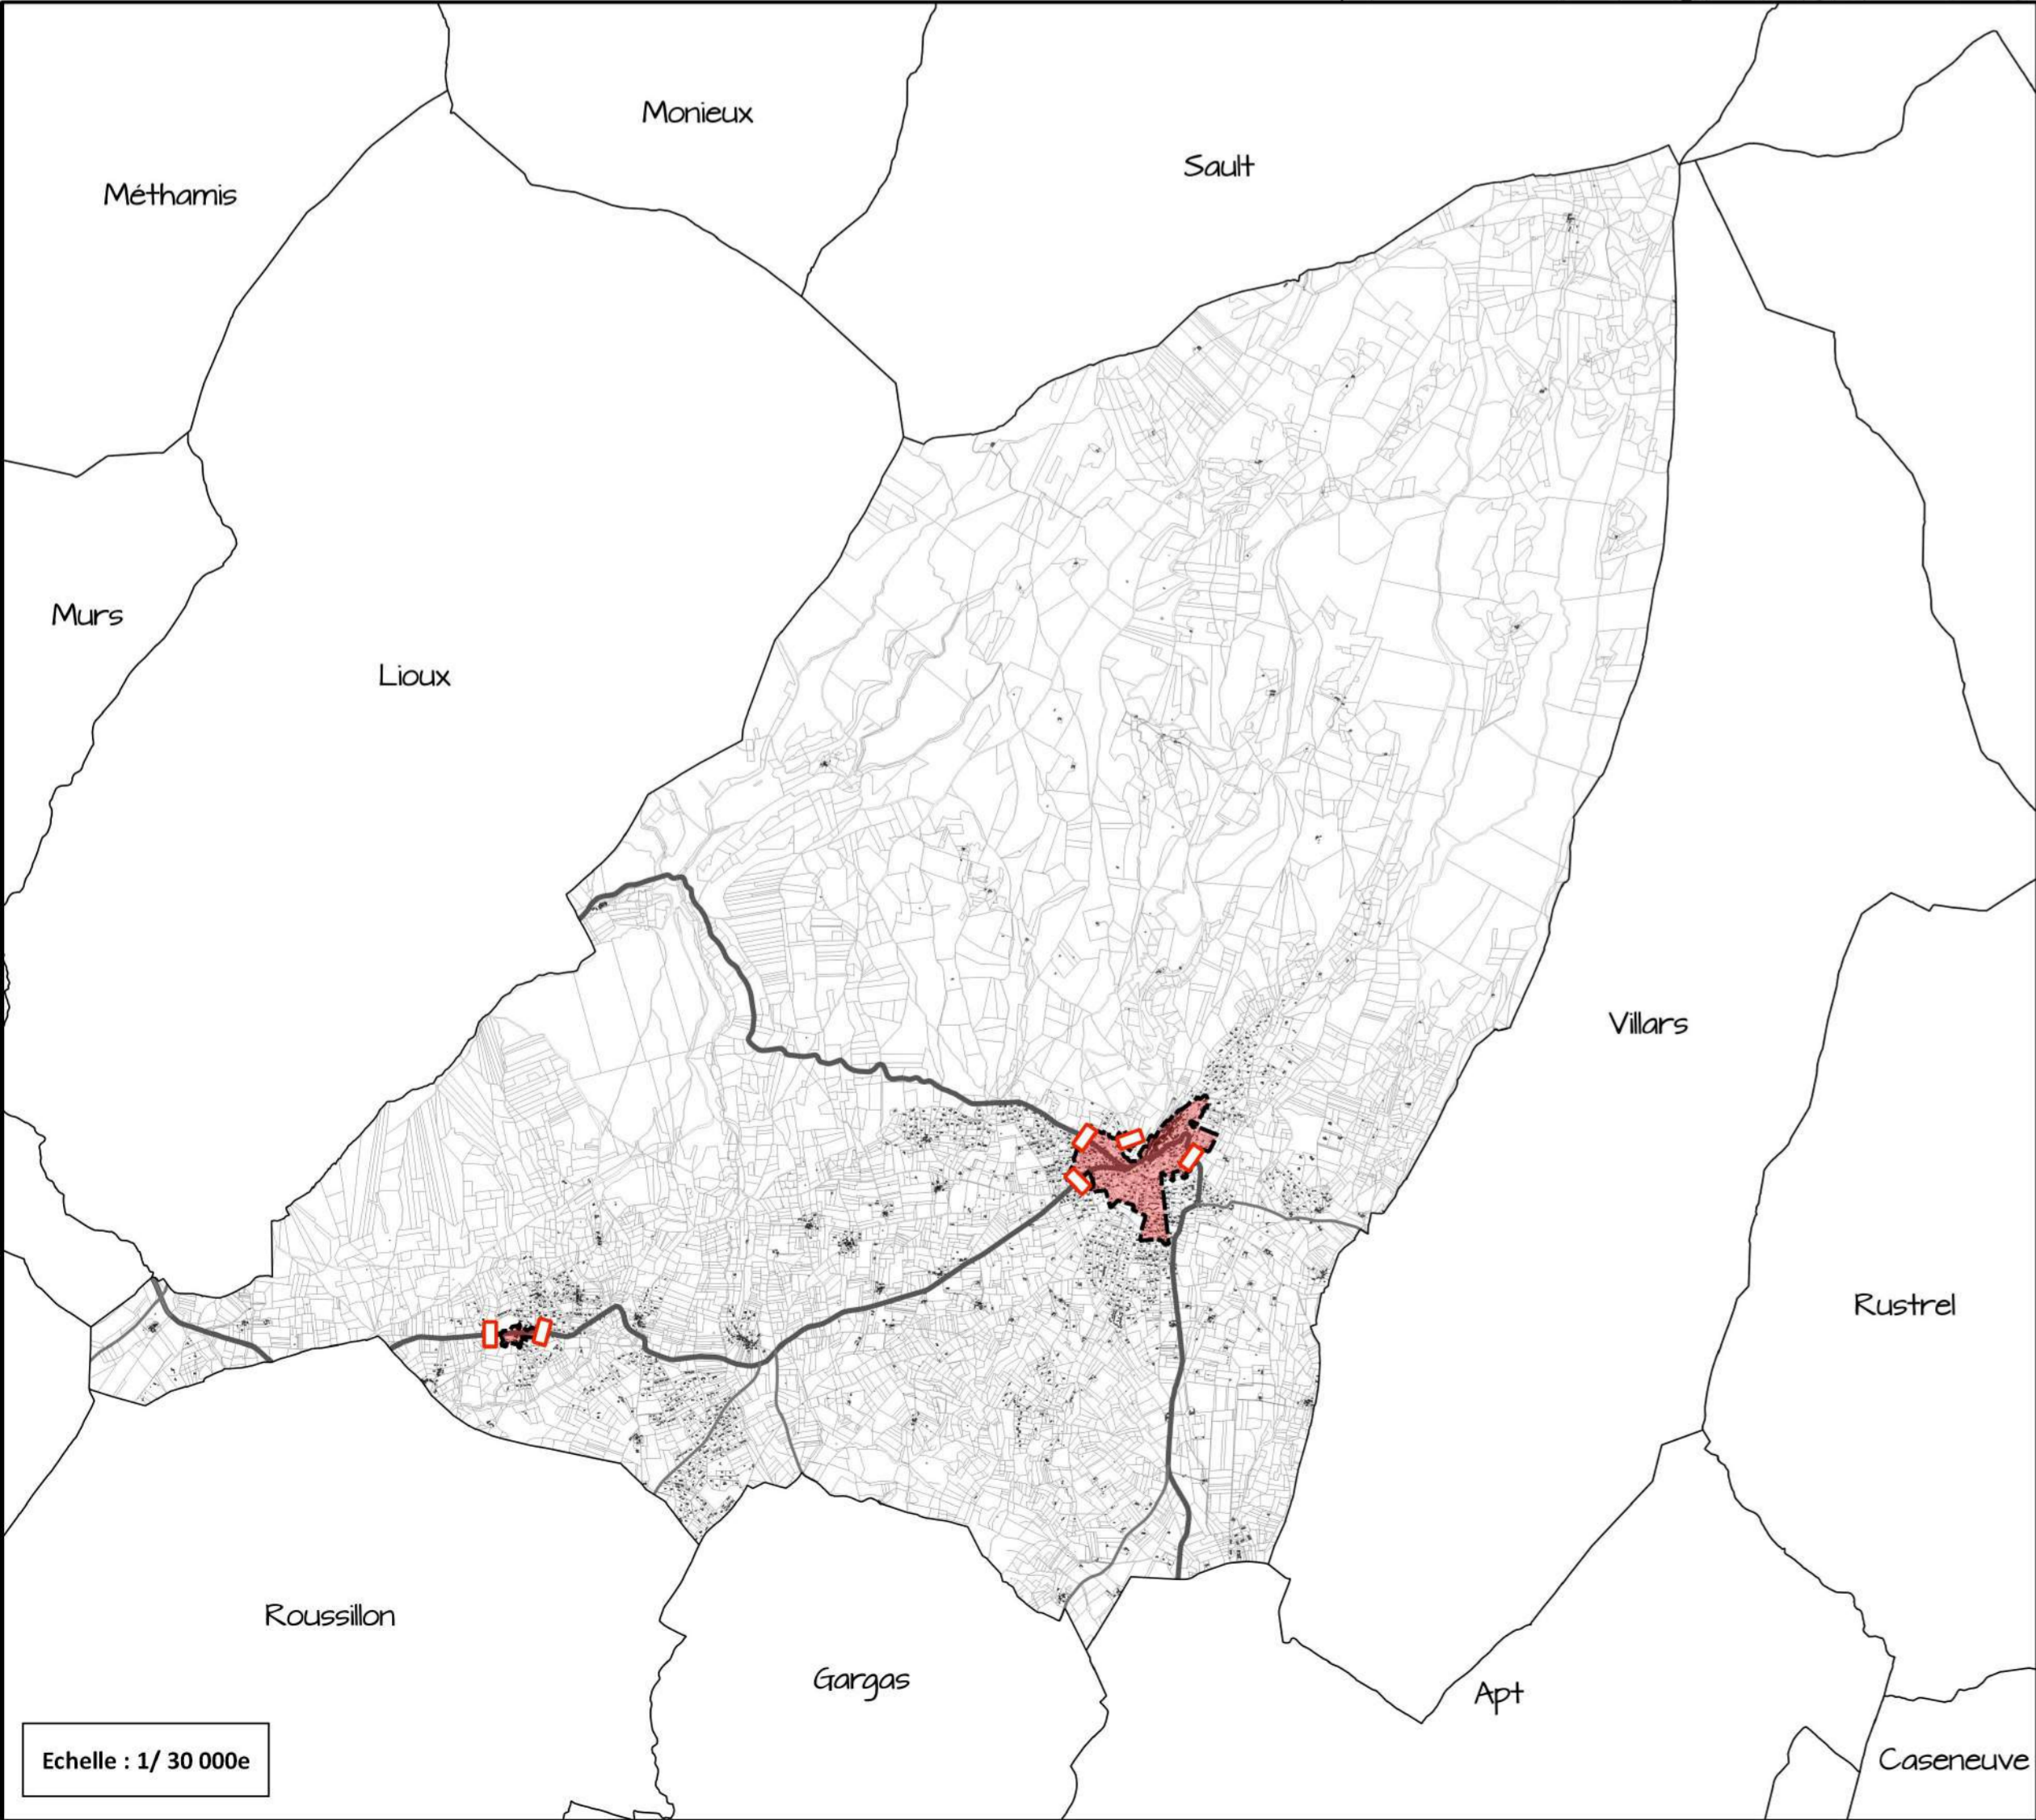 Monieux
Sault
Méthamis
Murs
Lioux
Villars
Rustrel
Roussillon
Gargas
Apt
Caseneuve
Echelle : 1/ 30 000e